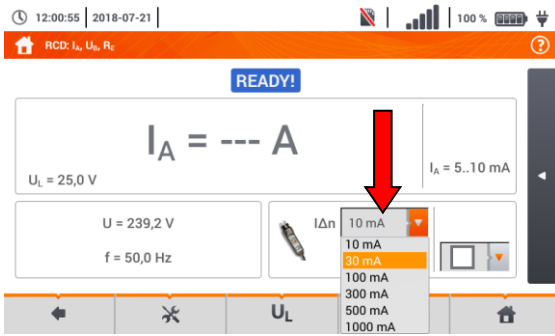 12:00:55 2018-07-21 100 %
RCD: IA, UB, RE
READY!
IA = --- A
UL = 25,0 V
IA = 5..10 mA
U = 239,2 V
f = 50,0 Hz
IΔn 10 mA
10 mA
30 mA
100 mA
300 mA
500 mA
1000 mA
UL